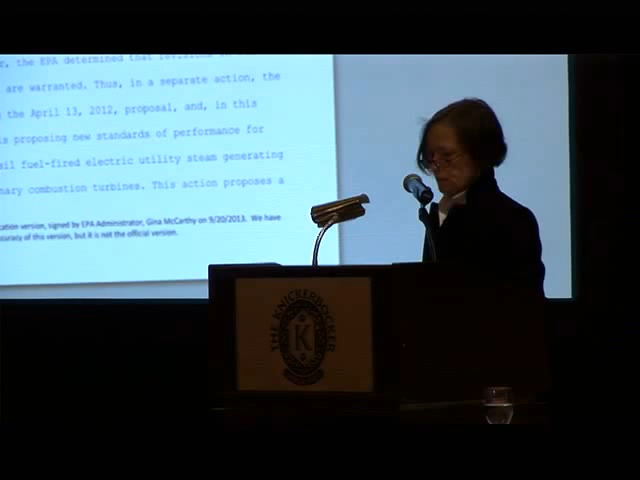 r, the EPA determined that revisions
are warranted. Thus, in a separate action, the
g the April 13, 2012, proposal, and, in this
is proposing new standards of performance for
sil fuel-fired electric utility steam generating
nary combustion turbines. This action proposes a
cation version, signed by EPA Administrator, Gina McCarthy on 9/20/2013. We have
ccuracy of this version, but it is not the official version.
THE KNICKERBOCKER
K